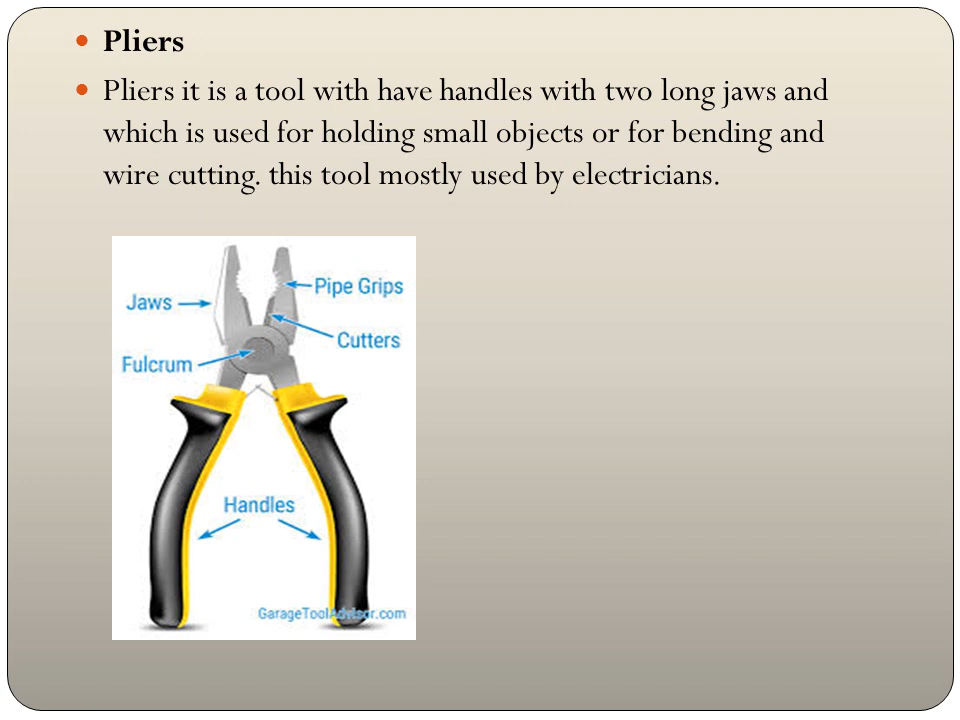 Pliers
Pliers it is a tool with have handles with two long jaws and
which is used for holding small objects or for bending and
wire cutting. this tool mostly used by electricians.
Pipe Grips
Jaws
Cutters
Fulcrum
Handles
GarageToolAdvisor.com